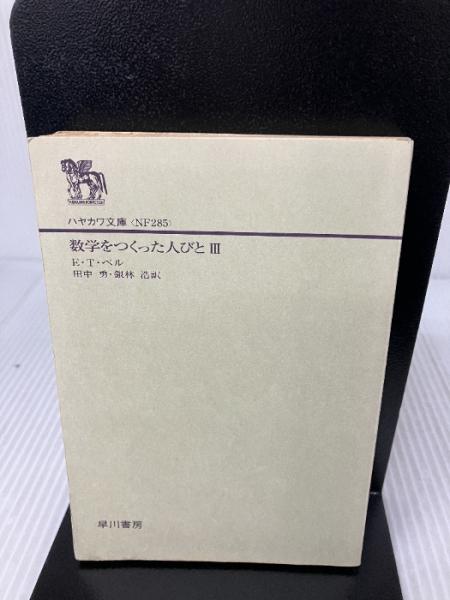 ハヤカワ文庫〈NF285〉
数学をつくった人びとⅢ
E・T・ベル
田中 勇・銀林 浩訳
早川書房